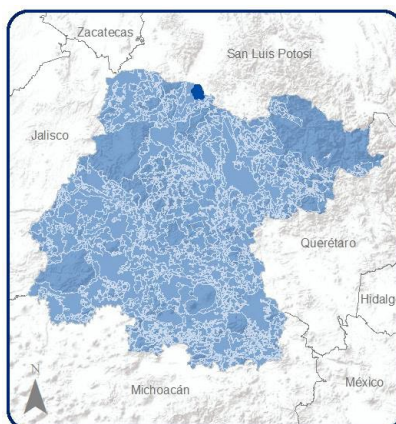 Zacatecas
San Luis Potosí
Jalisco
Querétaro
Hidalg
N
México
Michoacán